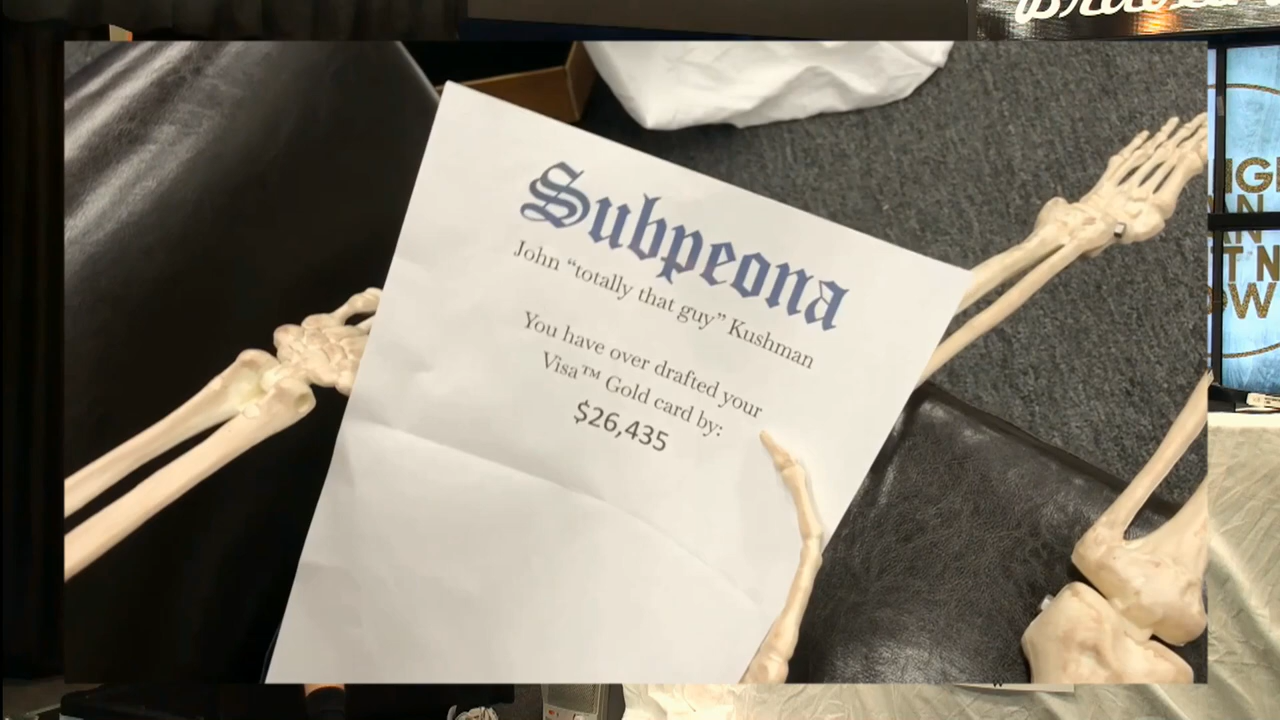 Subpeona
John “totally that guy” Kushman
You have over drafted your
Visa™ Gold card by:
$26,435